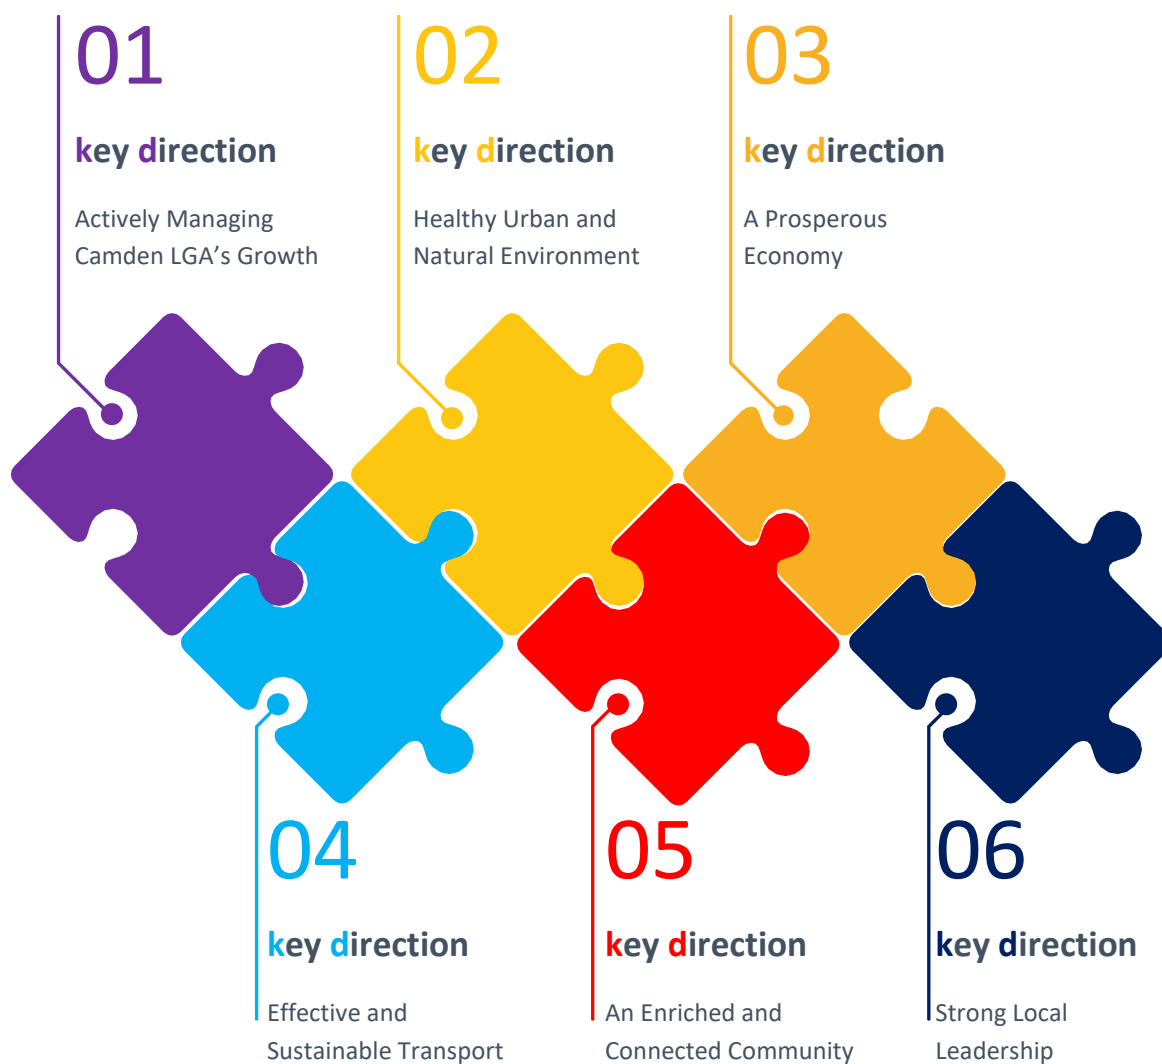 01
key direction
Actively Managing
Camden LGA’s Growth
02
key direction
Healthy Urban and
Natural Environment
03
key direction
A Prosperous
Economy
04
key direction
Effective and
Sustainable Transport
05
key direction
An Enriched and
Connected Community
06
key direction
Strong Local
Leadership